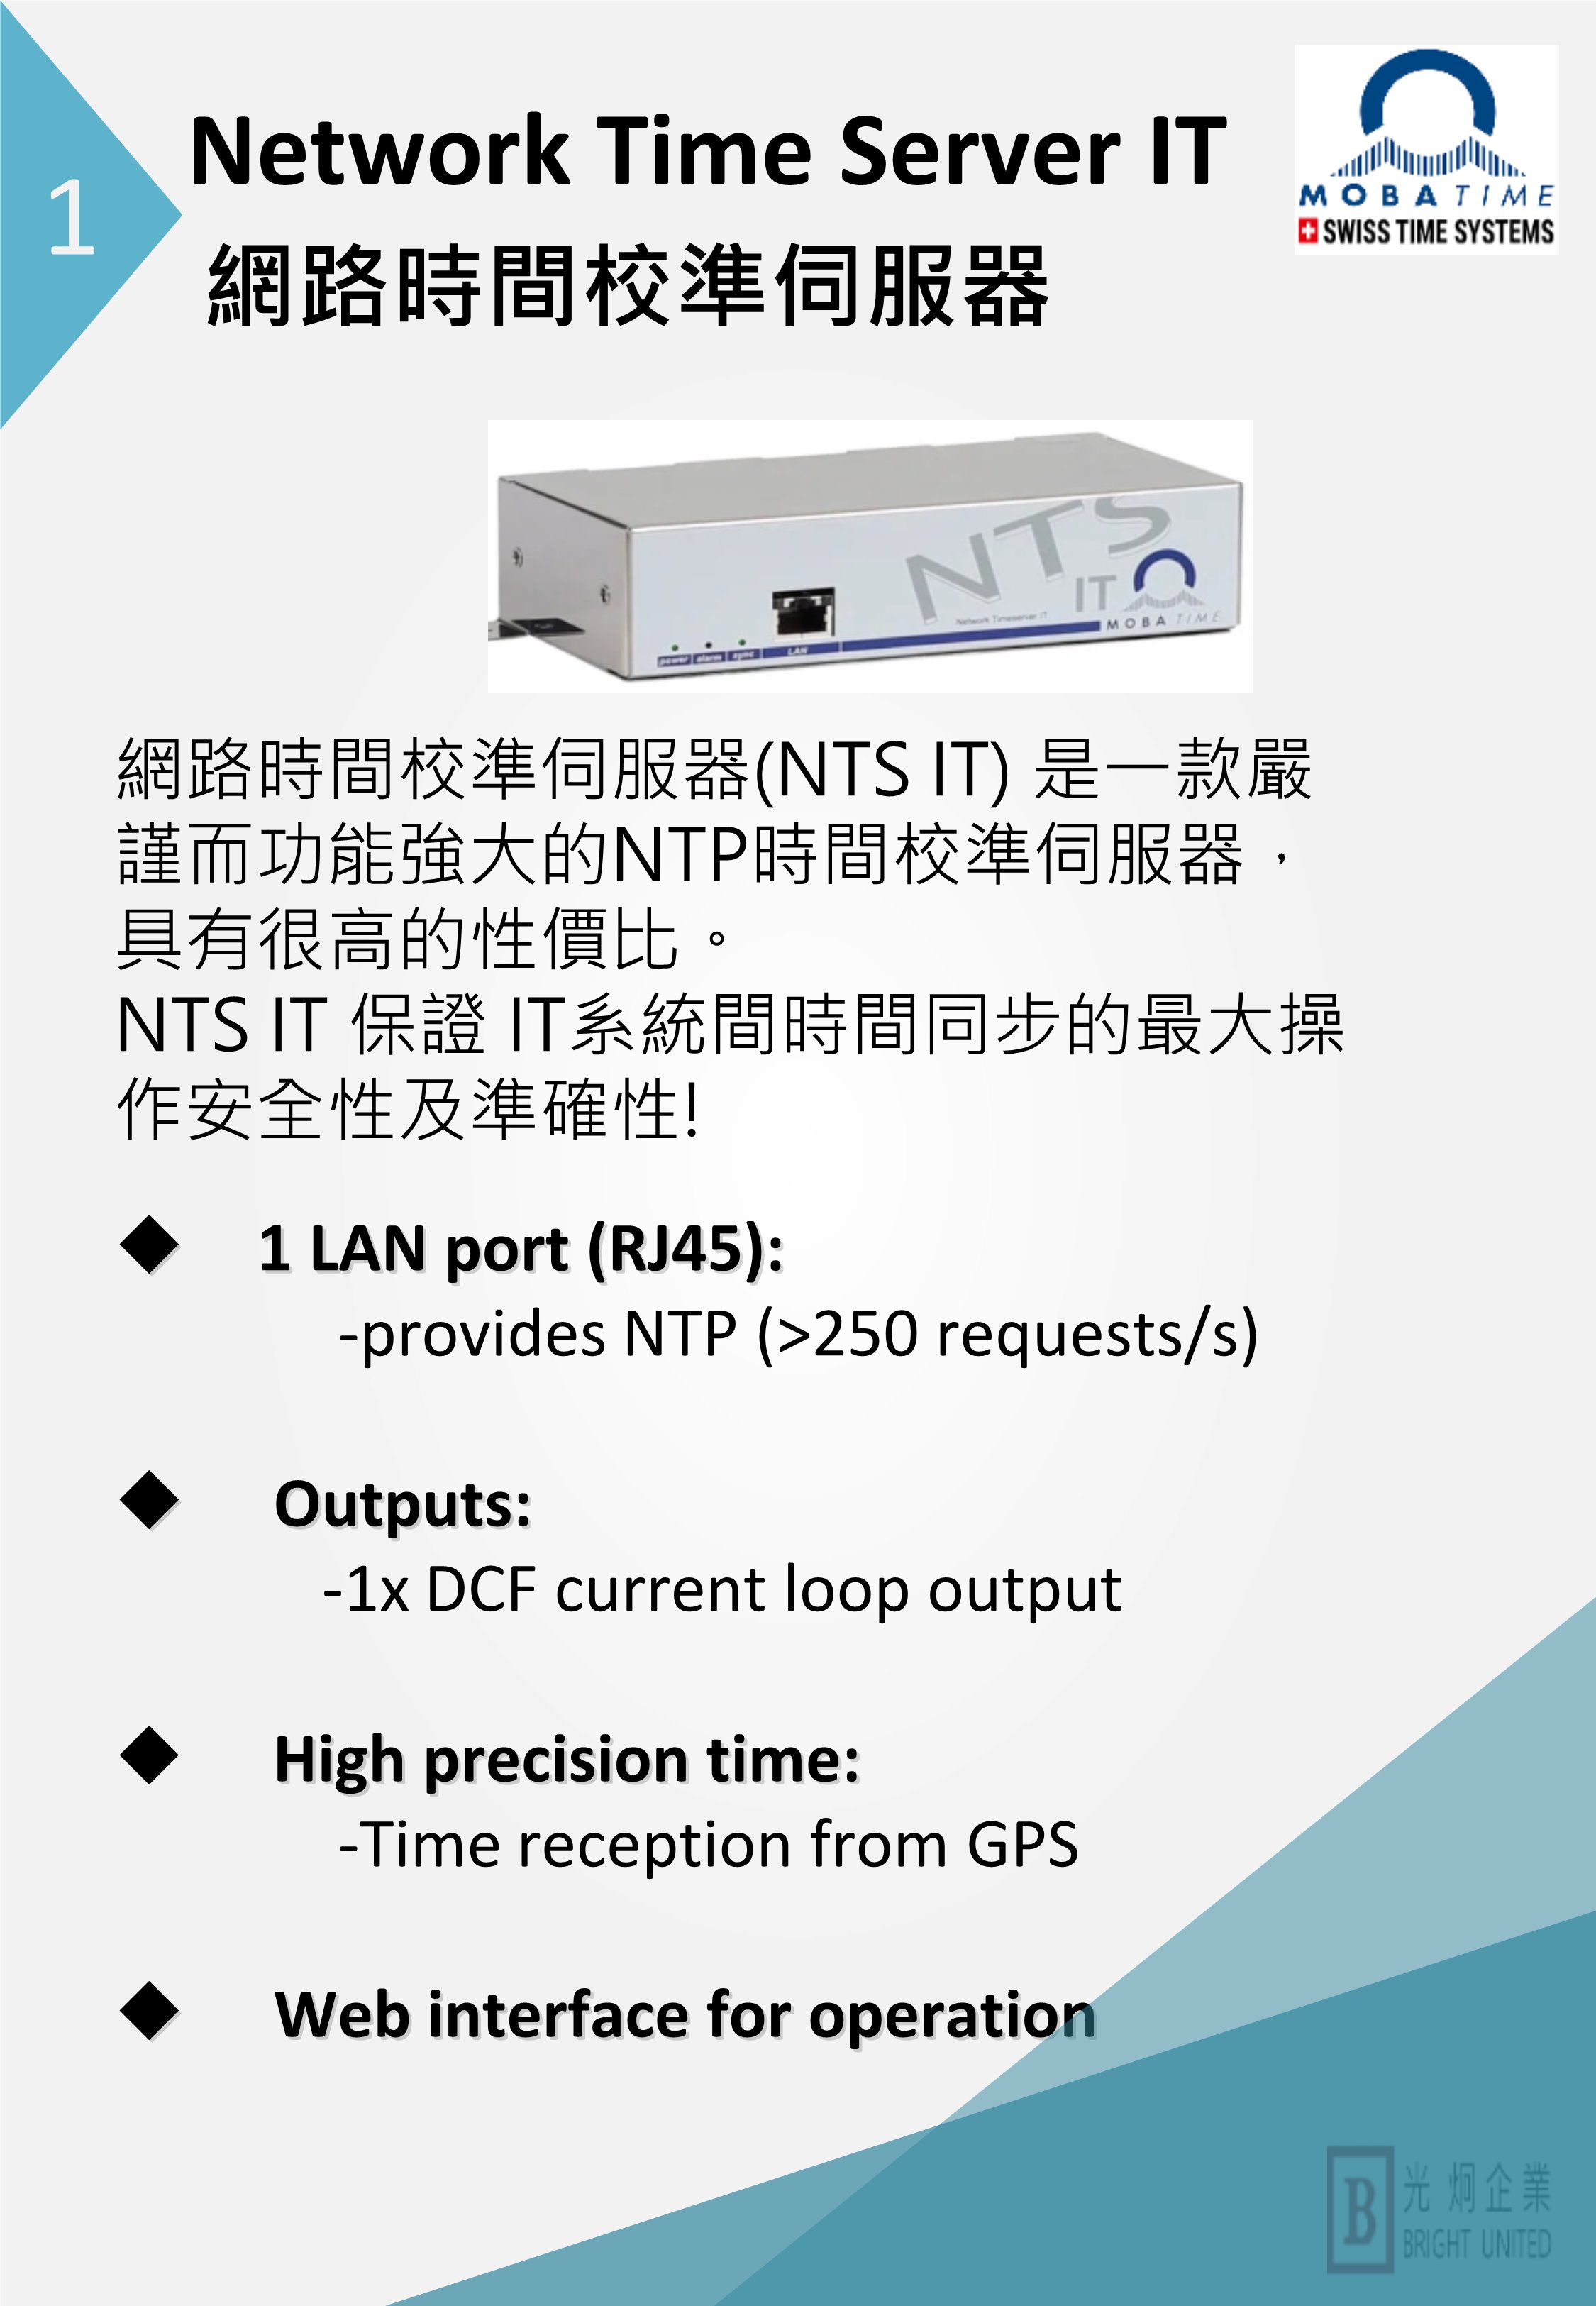 1
Network Time Server IT
網路時間校準伺服器
MOBATIME
SWISS TIME SYSTEMS
NTS
IT
Network Timeserver IT
MOBATIME
power alarm sync LAN
網路時間校準伺服器(NTS IT) 是一款嚴
謹而功能強大的NTP時間校準伺服器，
具有很高的性價比。
NTS IT 保證 IT系統間時間同步的最大操
作安全性及準確性!
◆ 1 LAN port (RJ45):
-provides NTP (>250 requests/s)
◆ Outputs:
-1x DCF current loop output
◆ High precision time:
-Time reception from GPS
◆ Web interface for operation
B 光炯企業
BRIGHT UNITED